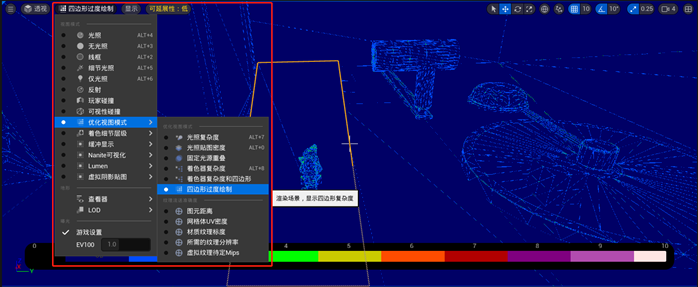 透视 四边形过度绘制 显示 可延展性：低 10 10° 0.25 4
视图模式
光照 ALT+4
无光照 ALT+3
线框 ALT+2
细节光照 ALT+5
仅光照 ALT+6
反射
玩家碰撞
可视性碰撞
优化视图模式
着色细节层级
缓冲显示
Nanite可视化
Lumen
虚拟阴影贴图
查看器
LOD
曝光
游戏设置
EV100 1.0
优化视图模式
光照复杂度 ALT+7
光照贴图密度 ALT+0
固定光源重叠
着色器复杂度 ALT+8
着色器复杂度和四边形
四边形过度绘制
图元距离
网格体UV密度
材质纹理标度
所需的纹理分辨率
虚拟纹理待定Mips
渲染场景，显示四边形复杂度
0 4 5 6 7 8 9 10
X Y